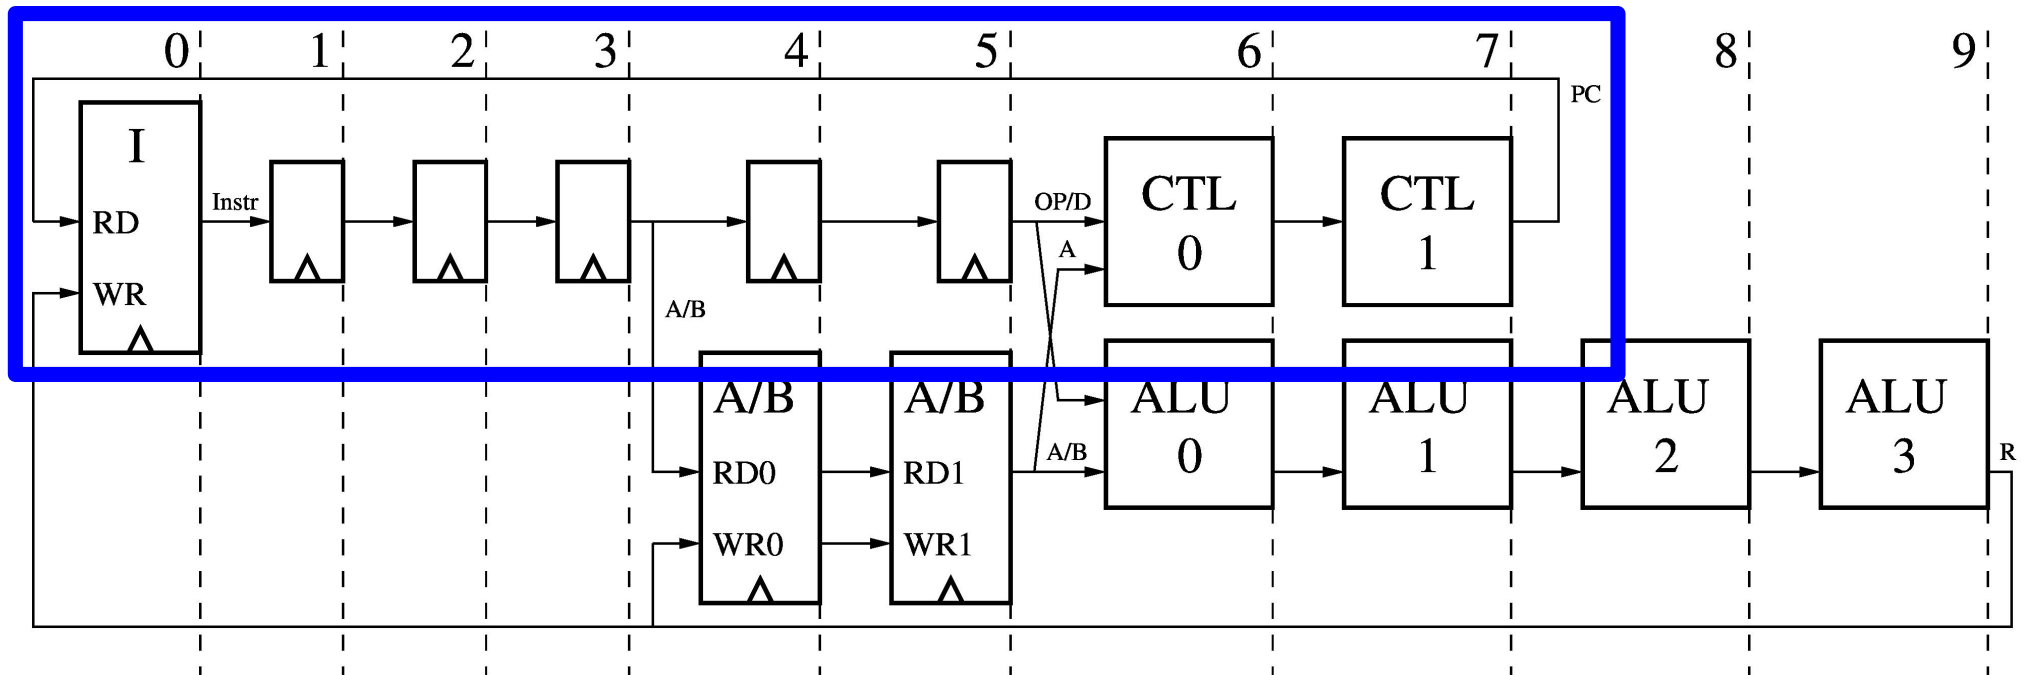 0 1 2 3 4 5 6 7 8 9
PC
I
RD
WR
Instr
OP/D
A
CTL
0
CTL
1
A/B
A/B
RD0
WR0
A/B
RD1
WR1
A/B
ALU
0
ALU
1
ALU
2
ALU
3
R